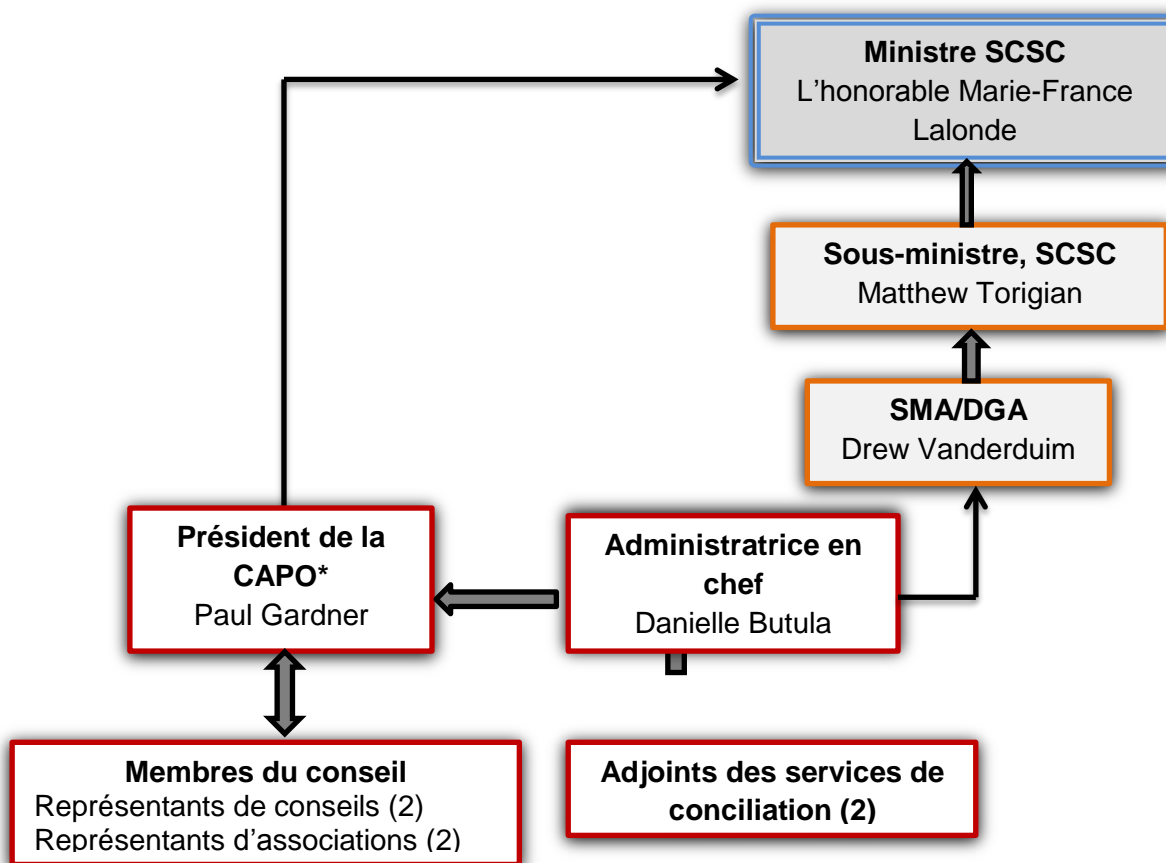 Ministre SCSC
L'honorable Marie-France
Lalonde
Sous-ministre, SCSC
Matthew Torigian
SMA/DGA
Drew Vanderduim
Président de la
CAPO*
Paul Gardner
Administratrice en
chef
Danielle Butula
Membres du conseil
Représentants de conseils (2)
Représentants d'associations (2)
Adjoints des services de
conciliation (2)